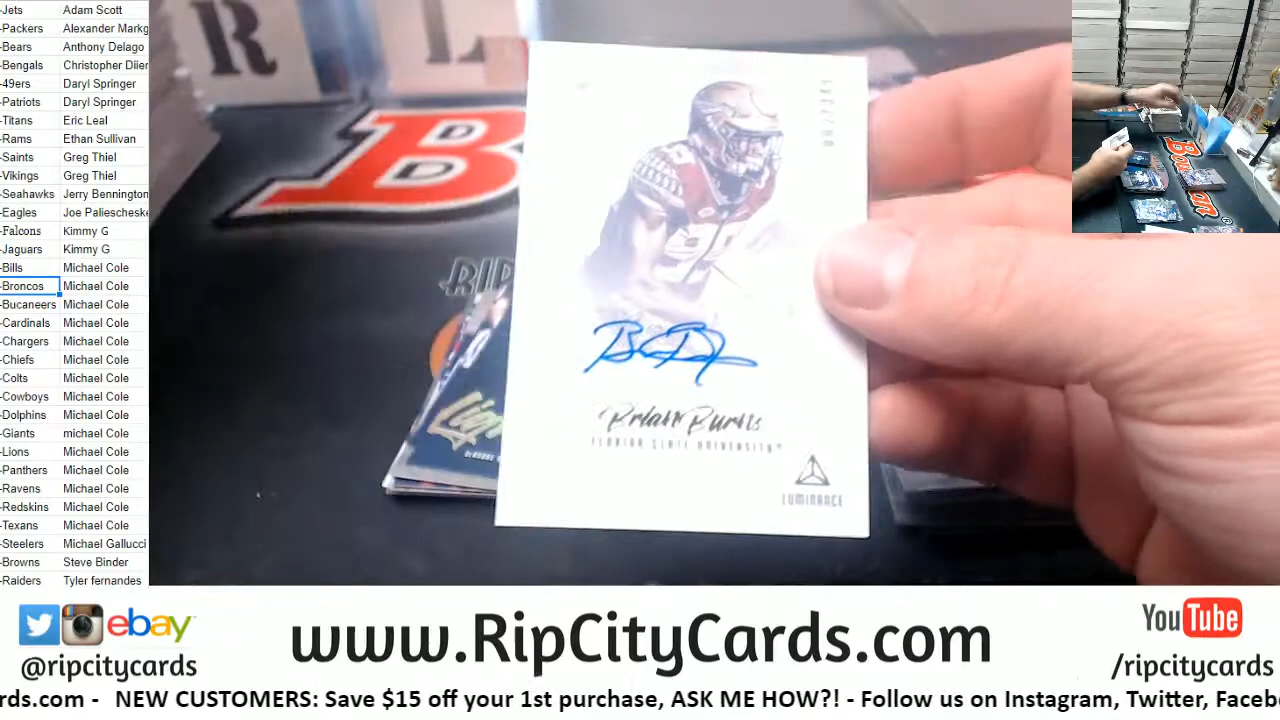 -Jets Adam Scott
-Packers Alexander Markg
-Bears Anthony Delago
-Bengals Christopher Diier
-49ers Daryl Springer
-Patriots Daryl Springer
-Titans Eric Leal
-Rams Ethan Sullivan
-Saints Greg Thiel
-Vikings Greg Thiel
-Seahawks Jerry Bennington
-Eagles Joe Paliescheske
-Falcons Kimmy G
-Jaguars Kimmy G
-Bills Michael Cole
-Broncos Michael Cole
-Bucaneers Michael Cole
-Cardinals Michael Cole
-Chargers Michael Cole
-Chiefs Michael Cole
-Colts Michael Cole
-Cowboys Michael Cole
-Dolphins Michael Cole
-Giants michael Cole
-Lions Michael Cole
-Panthers Michael Cole
-Ravens Michael Cole
-Redskins Michael Cole
-Texans Michael Cole
-Steelers Michael Gallucci
-Browns Steve Binder
-Raiders Tyler fernandes
R L
B
RIP
Brian Burns
FLORIDA STATE UNIVERSITY
LUMINANCE
ebay
@ripcitycards
www.RipCityCards.com
YouTube
/ripcitycards
ards.com - NEW CUSTOMERS: Save $15 off your 1st purchase, ASK ME HOW?! - Follow us on Instagram, Twitter, Faceb